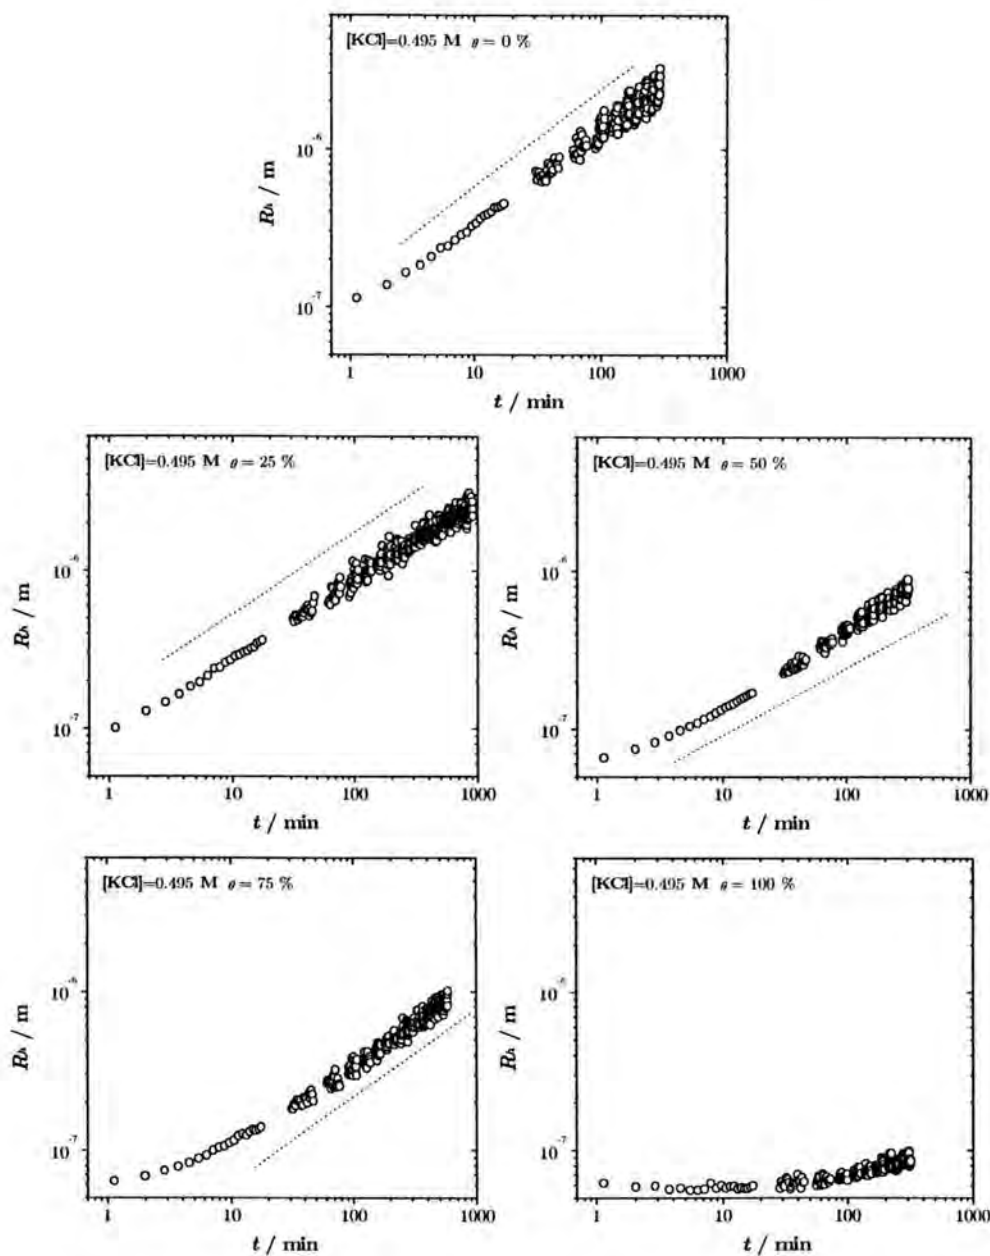 [KCl]=0.495 M θ = 0 %
10⁻⁶
10⁻⁷
Rₕ / m
1 10 100 1000
t / min
[KCl]=0.495 M θ = 25 %
10⁻⁶
10⁻⁷
Rₕ / m
1 10 100 1000
t / min
[KCl]=0.495 M θ = 50 %
10⁻⁶
10⁻⁷
Rₕ / m
1 10 100 1000
t / min
[KCl]=0.495 M θ = 75 %
10⁻⁶
10⁻⁷
Rₕ / m
1 10 100 1000
t / min
[KCl]=0.495 M θ = 100 %
10⁻⁶
10⁻⁷
Rₕ / m
1 10 100 1000
t / min